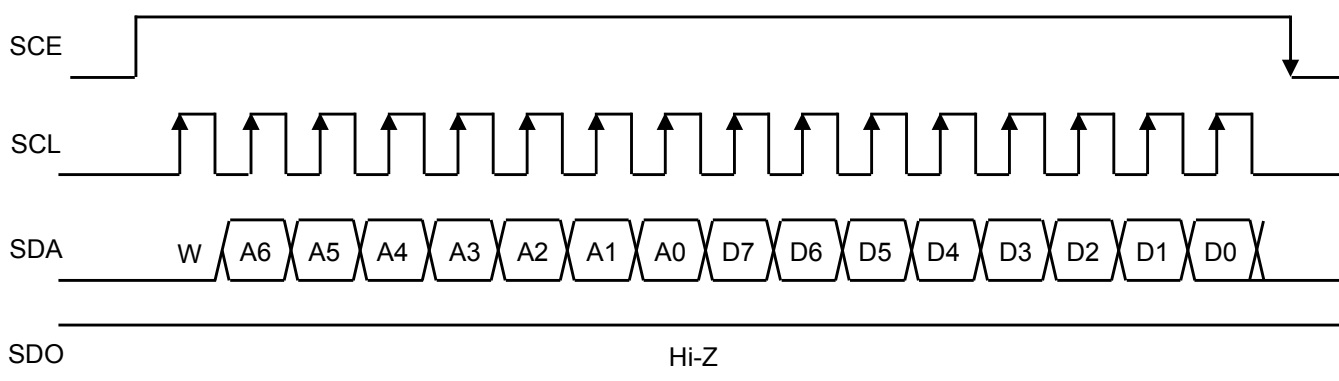 SCE
SCL
SDA W A6 A5 A4 A3 A2 A1 A0 D7 D6 D5 D4 D3 D2 D1 D0
SDO Hi-Z